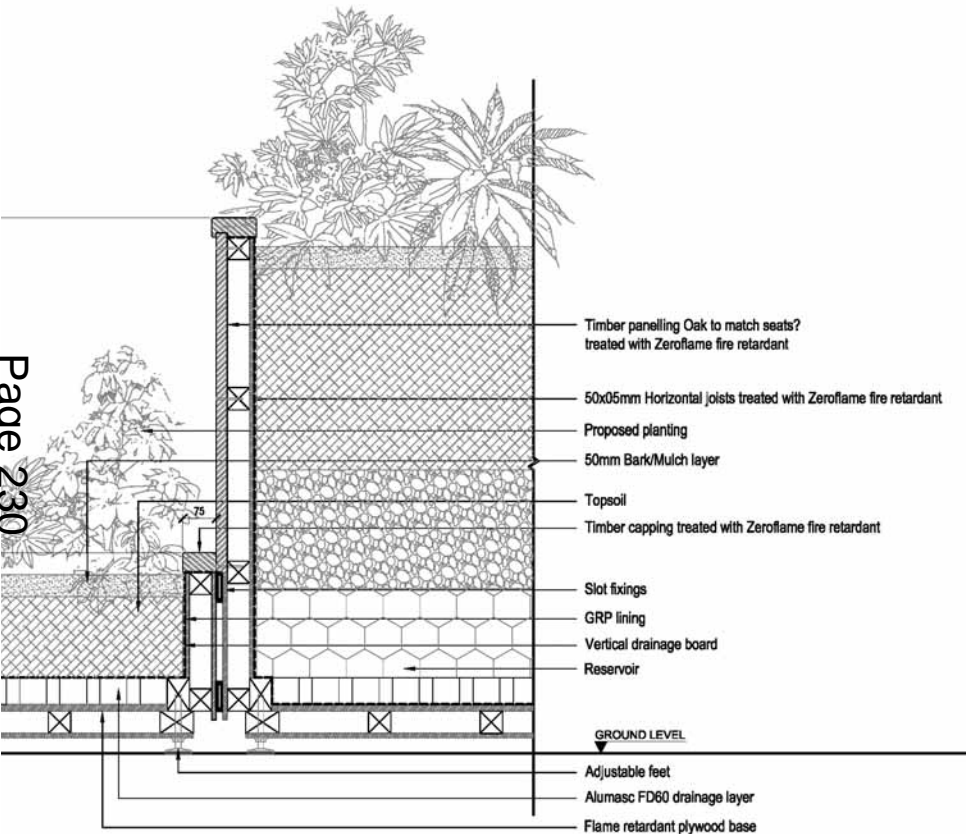 Timber panelling Oak to match seats?
treated with Zeroflame fire retardant
50x05mm Horizontal joists treated with Zeroflame fire retardant
Proposed planting
50mm Bark/Mulch layer
Topsoil
75
Timber capping treated with Zeroflame fire retardant
Slot fixings
GRP lining
Vertical drainage board
Reservoir
GROUND LEVEL
Adjustable feet
Alumasc FD60 drainage layer
Flame retardant plywood base
Page 230